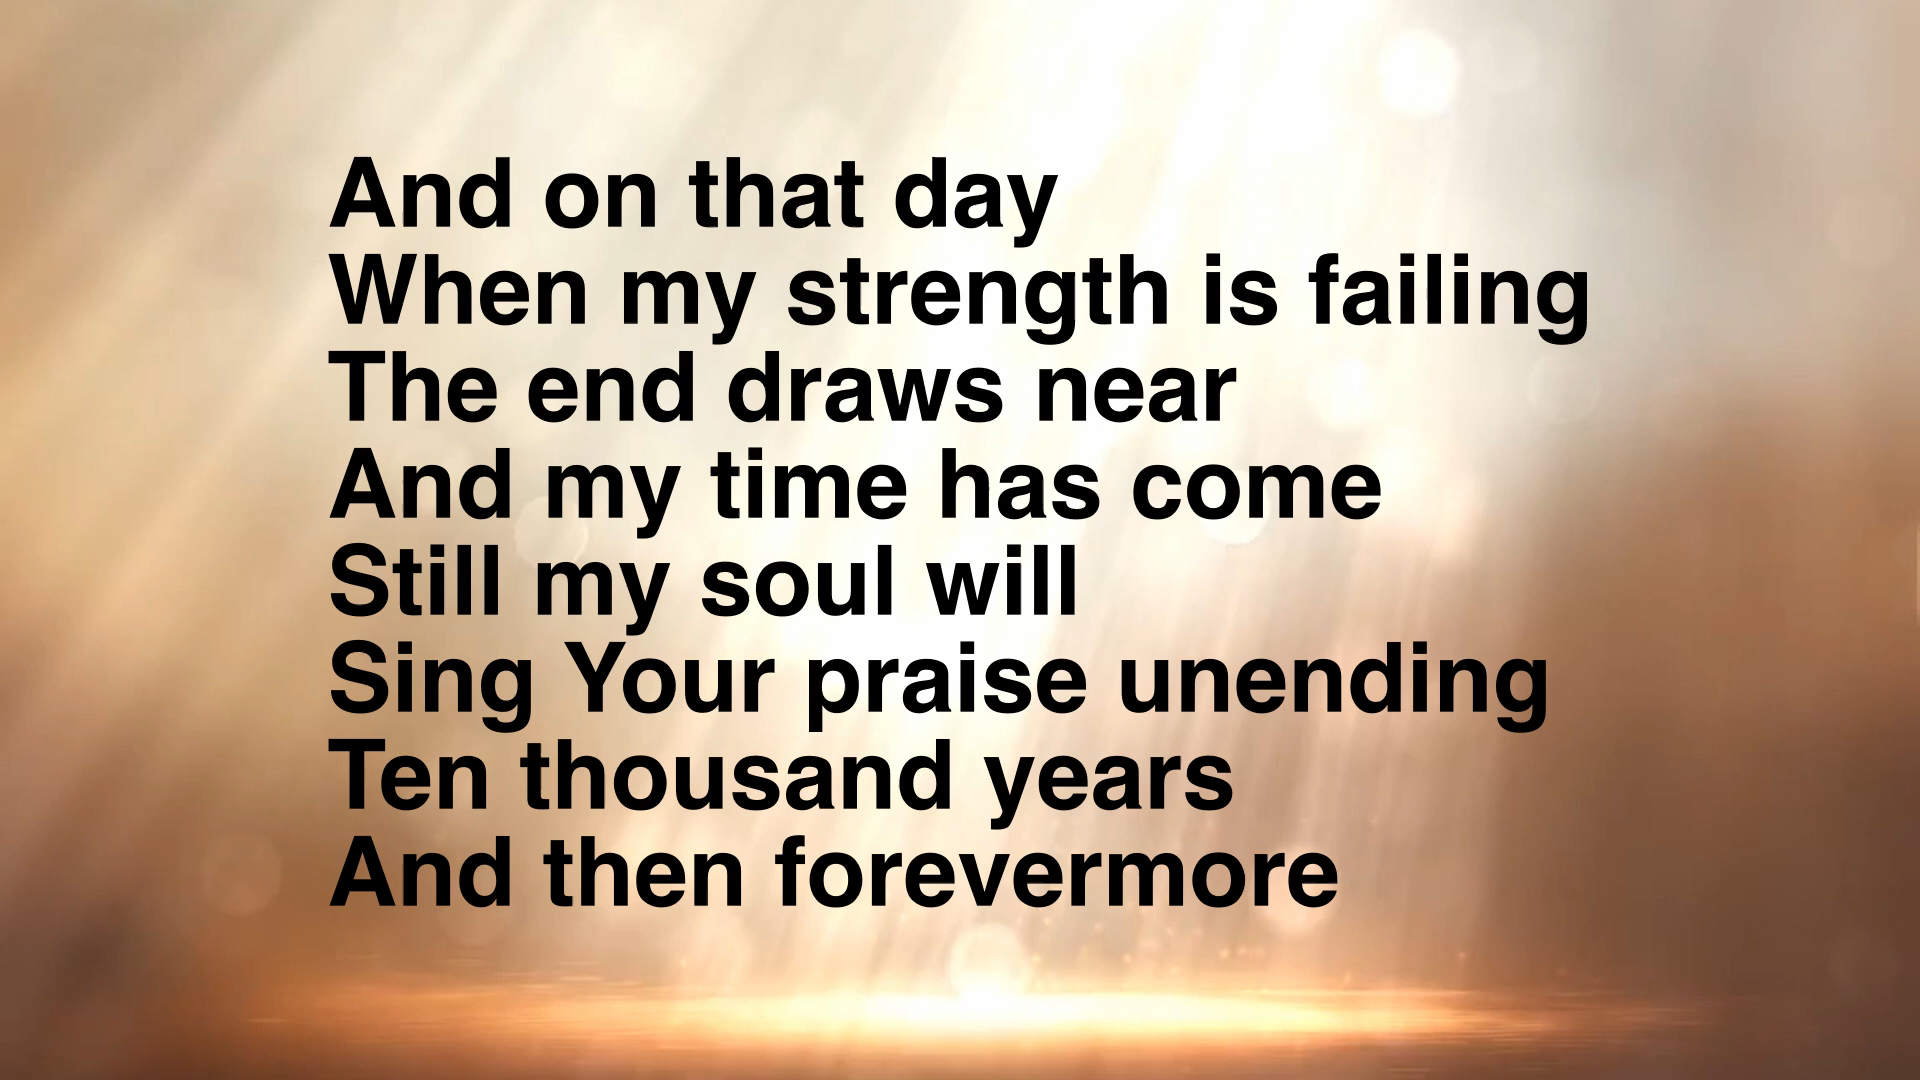 And on that day
When my strength is failing
The end draws near
And my time has come
Still my soul will
Sing Your praise unending
Ten thousand years
And then forevermore